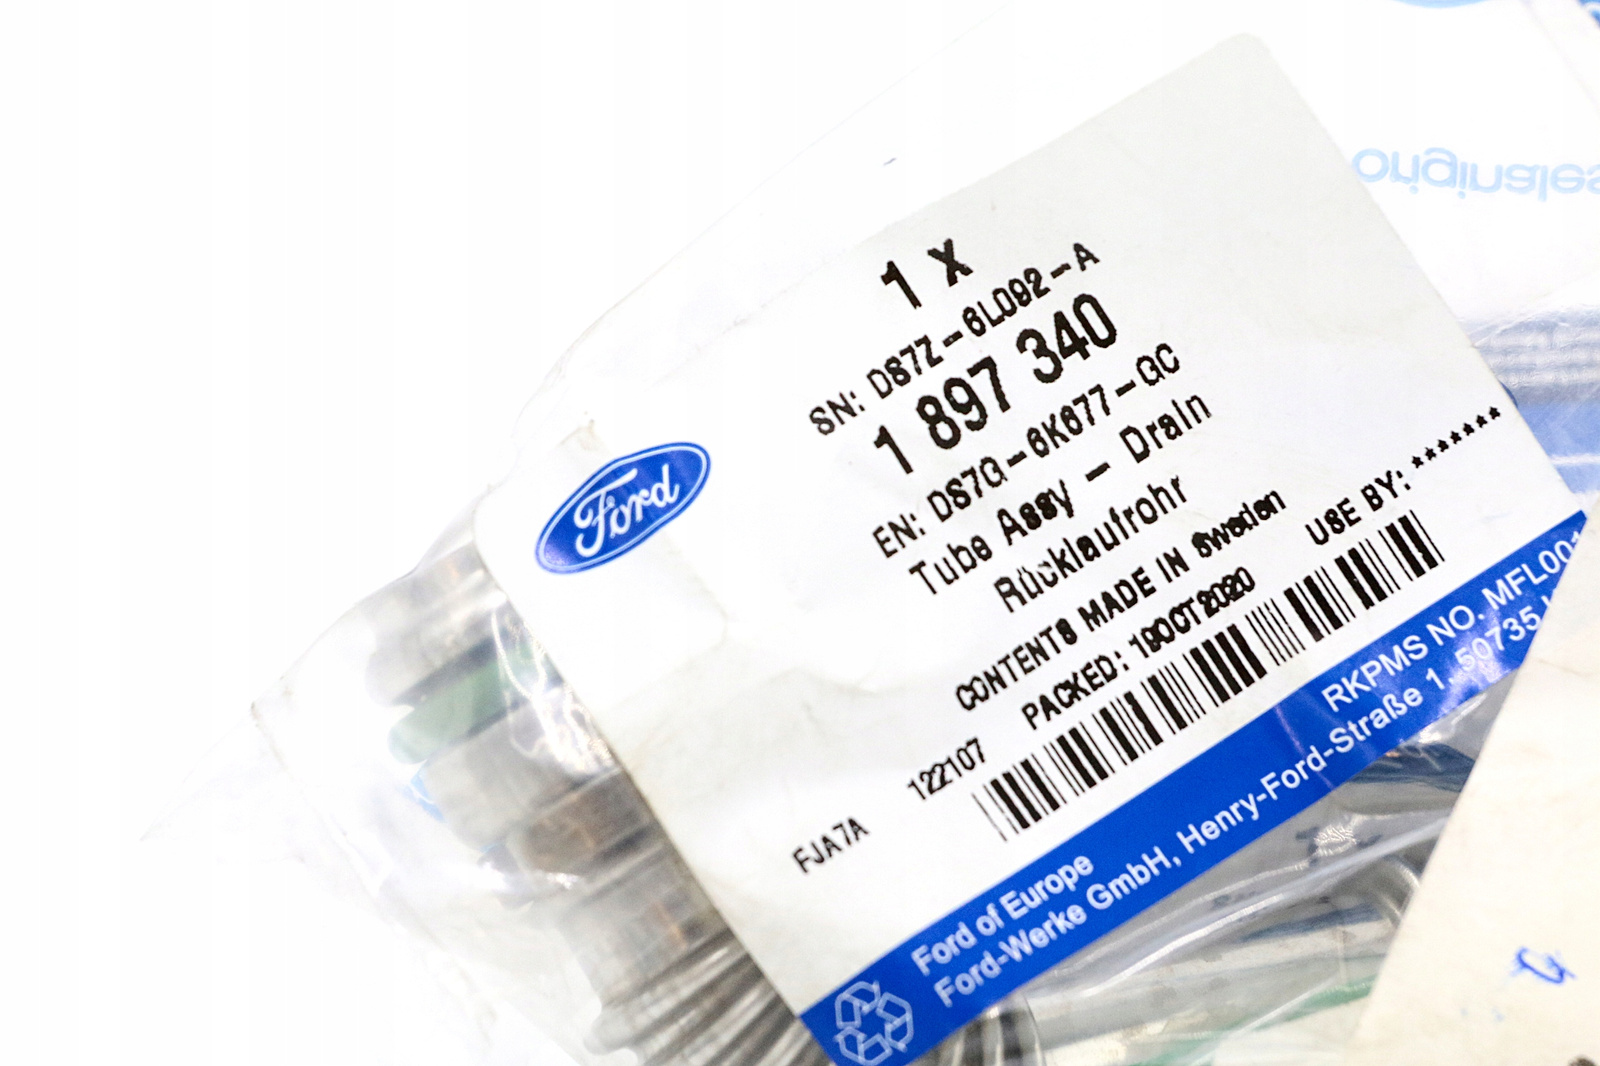 originales
1 X
SN: DS7Z-6L092-A
1 897 340
EN: DS7G-6K677-GC
Tube Assy - Drain
Rücklaufrohr
CONTENTS MADE IN Sweden
PACKED: 19OCT2020
USE BY: *******
122107
FJA7A
Ford
RKPMS NO. MFL001
Ford of Europe
Ford-Werke GmbH, Henry-Ford-Straße 1, 50735